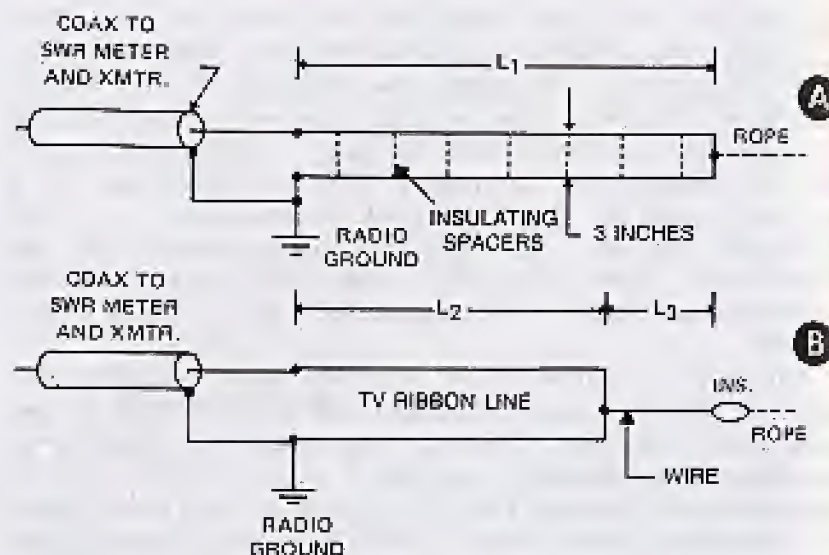 COAX TO
SWR METER
AND XMTR.
L1
A
ROPE
INSULATING
SPACERS
3 INCHES
RADIO
GROUND
COAX TO
SWR METER
AND XMTR.
L2
L3
B
TV RIBBON LINE
INS.
ROPE
WIRE
RADIO
GROUND